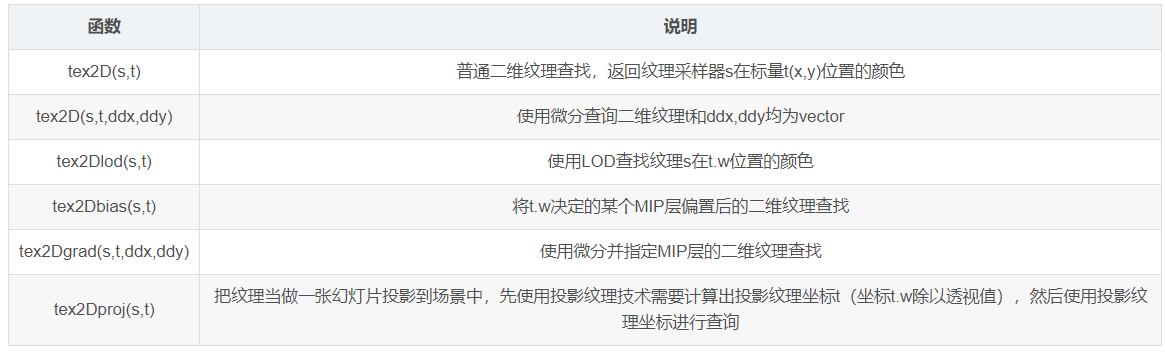 函数 说明
tex2D(s,t) 普通二维纹理查找，返回纹理采样器s在标量t(x,y)位置的颜色
tex2D(s,t,ddx,ddy) 使用微分查询二维纹理t和ddx,ddy均为vector
tex2Dlod(s,t) 使用LOD查找纹理s在t.w位置的颜色
tex2Dbias(s,t) 将t.w决定的某个MIP层偏置后的二维纹理查找
tex2Dgrad(s,t,ddx,ddy) 使用微分并指定MIP层的二维纹理查找
tex2Dproj(s,t) 把纹理当做一张幻灯片投影到场景中，先使用投影纹理技术需要计算出投影纹理坐标t（坐标t.w除以透视值），然后使用投影纹
理坐标进行查询